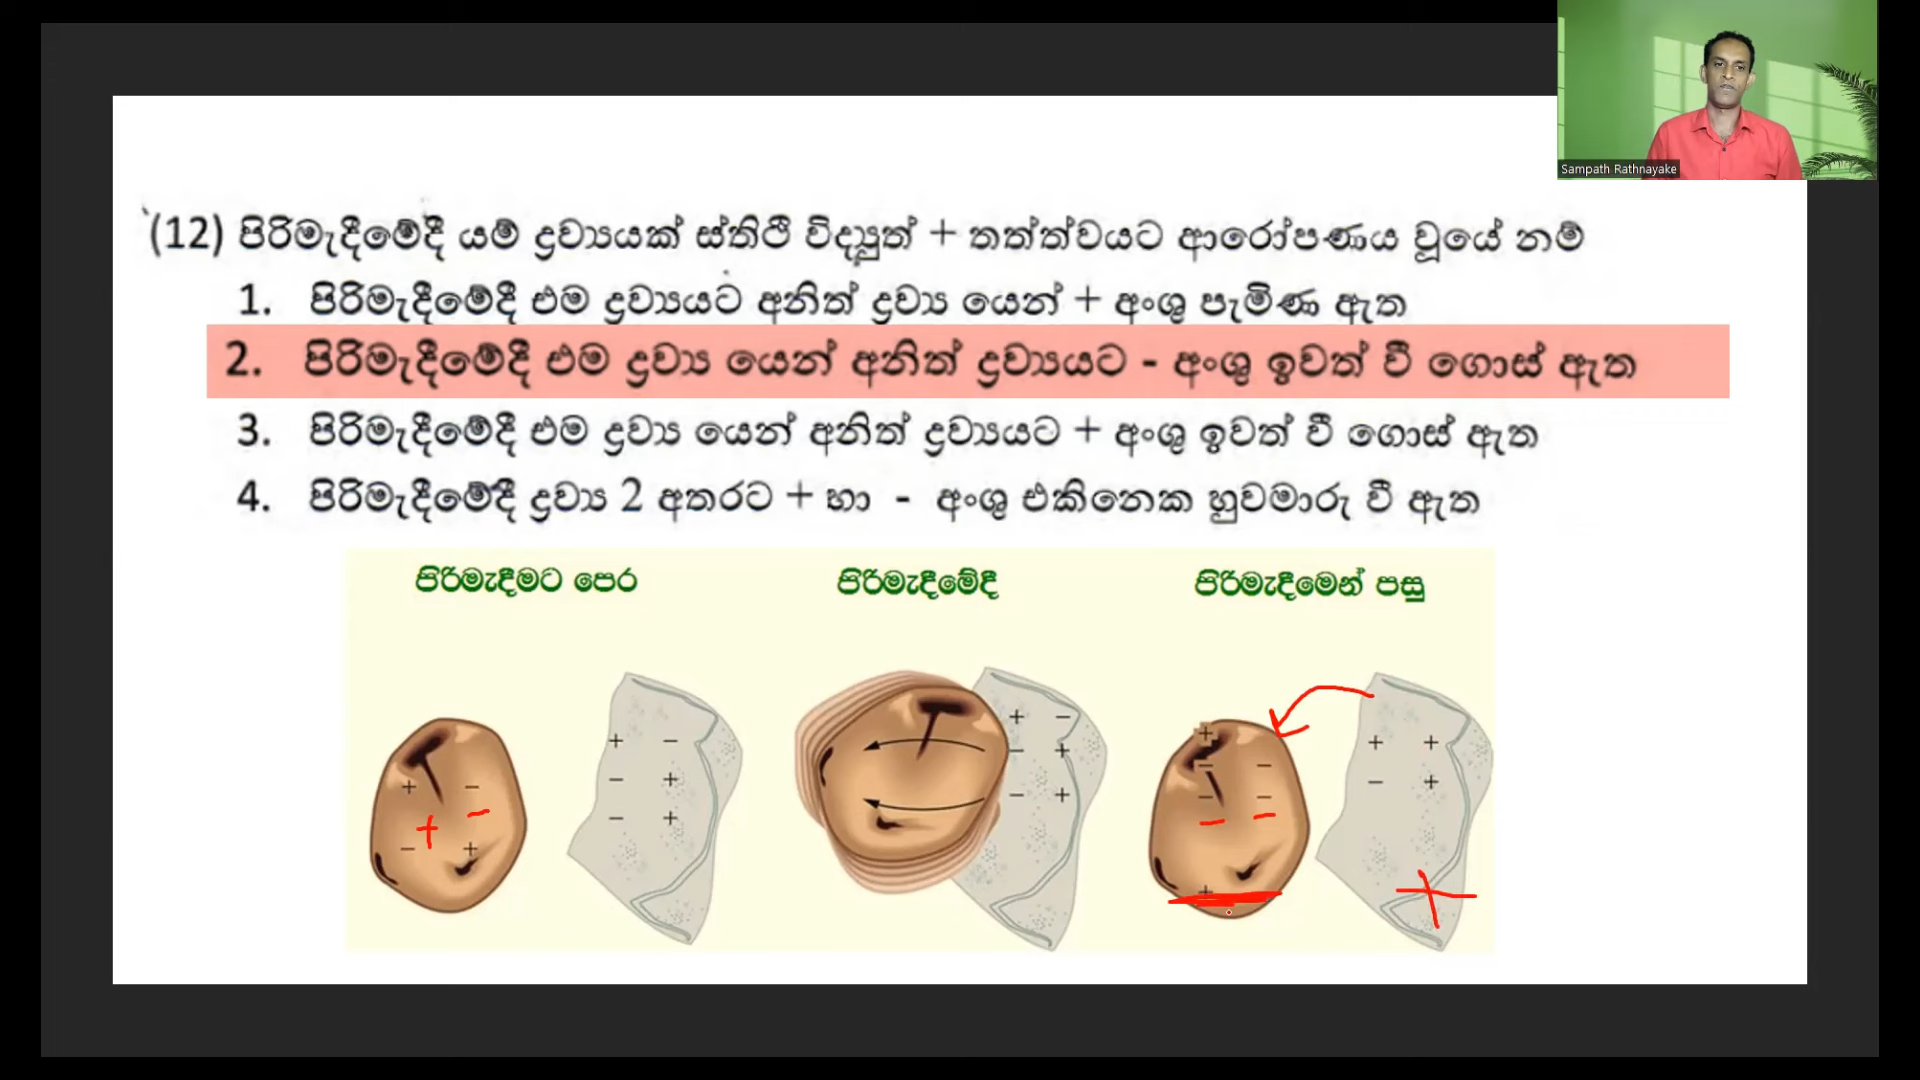 Sampath Rathnayake
(12) පිරිමැදීමේදී යම් ද්‍රව්‍යයක් ස්තිථි විද්‍යුත් + තත්ත්වයට ආරෝපණය වූයේ නම්
1. පිරිමැදීමේදී එම ද්‍රව්‍යයට අනිත් ද්‍රව්‍ය යෙන් + අංශු පැමිණ ඇත
2. පිරිමැදීමේදී එම ද්‍රව්‍ය යෙන් අනිත් ද්‍රව්‍යයට - අංශු ඉවත් වී ගොස් ඇත
3. පිරිමැදීමේදී එම ද්‍රව්‍ය යෙන් අනිත් ද්‍රව්‍යයට + අංශු ඉවත් වී ගොස් ඇත
4. පිරිමැදීමේදී ද්‍රව්‍ය 2 අතරට + හා - අංශු එකිනෙක හුවමාරු වී ඇත
පිරිමැදීමට පෙර පිරිමැදීමේදී පිරිමැදීමෙන් පසු